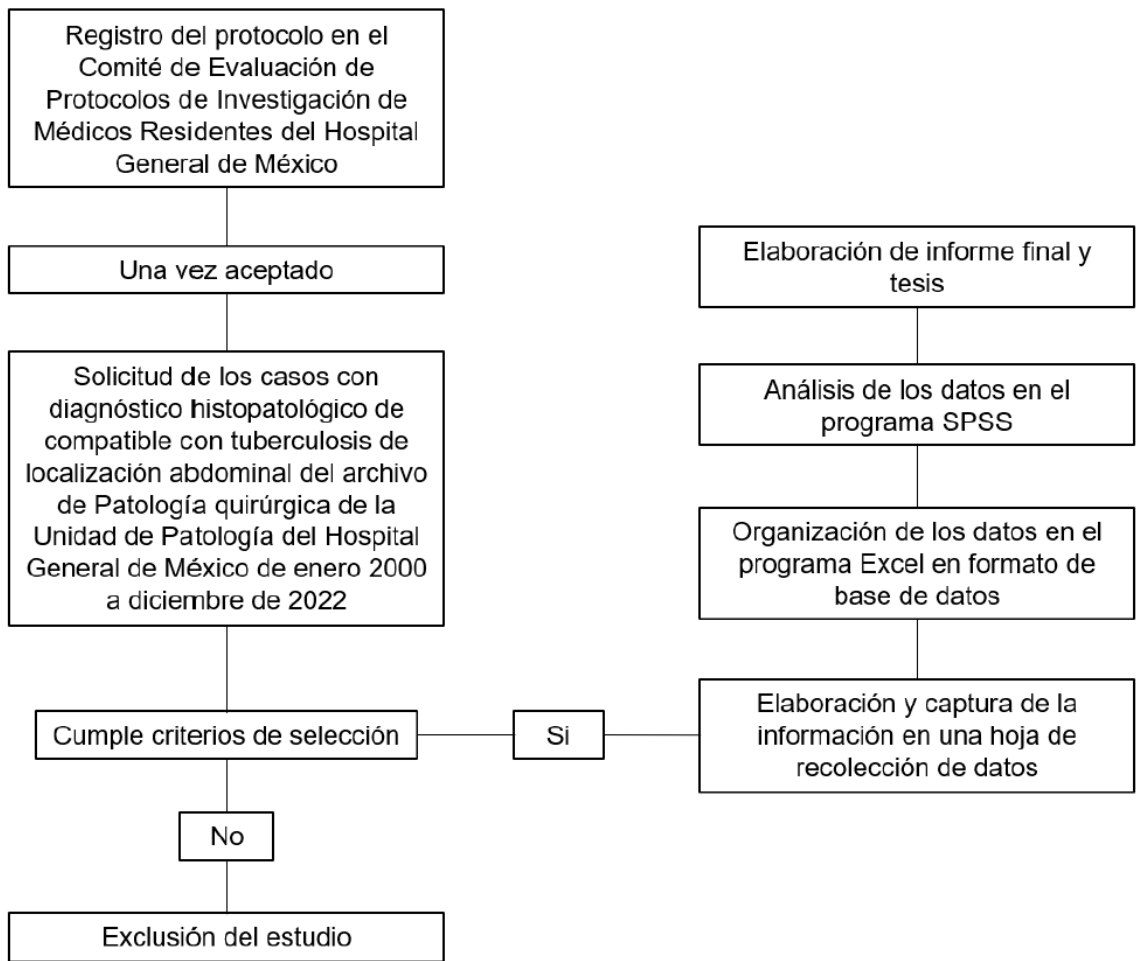 Registro del protocolo en el
Comité de Evaluación de
Protocolos de Investigación de
Médicos Residentes del Hospital
General de México
Una vez aceptado
Solicitud de los casos con
diagnóstico histopatológico de
compatible con tuberculosis de
localización abdominal del archivo
de Patología quirúrgica de la
Unidad de Patología del Hospital
General de México de enero 2000
a diciembre de 2022
Cumple criterios de selección
Si
No
Exclusión del estudio
Elaboración y captura de la
información en una hoja de
recolección de datos
Organización de los datos en el
programa Excel en formato de
base de datos
Análisis de los datos en el
programa SPSS
Elaboración de informe final y
tesis